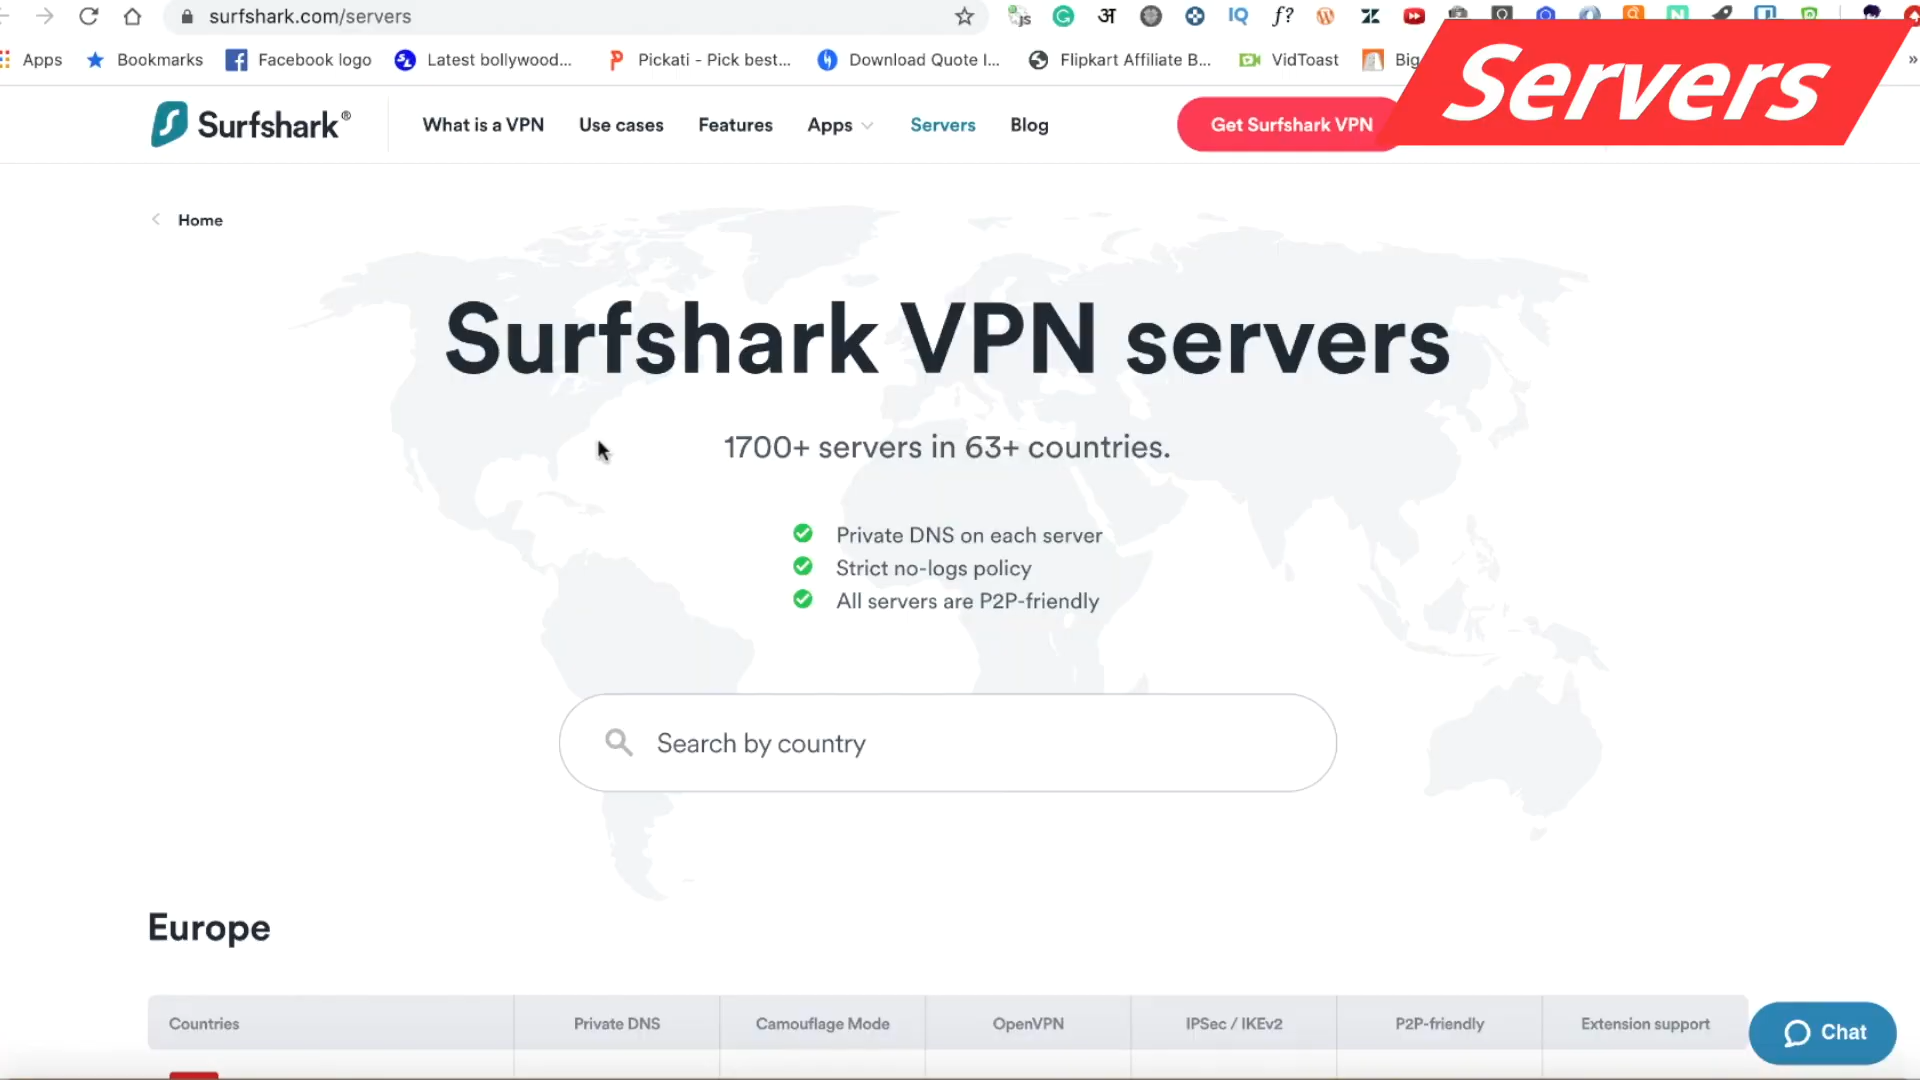 surfshark.com/servers
Apps
Bookmarks
Facebook logo
Latest bollywood...
Pickati - Pick best...
Download Quote I...
Flipkart Affiliate B...
VidToast
Big
»
Servers
Surfshark®
What is a VPN
Use cases
Features
Apps
Servers
Blog
Get Surfshark VPN
Home
Surfshark VPN servers
1700+ servers in 63+ countries.
Private DNS on each server
Strict no-logs policy
All servers are P2P-friendly
Search by country
Europe
Countries
Private DNS
Camouflage Mode
OpenVPN
IPSec / IKEv2
P2P-friendly
Extension support
Chat